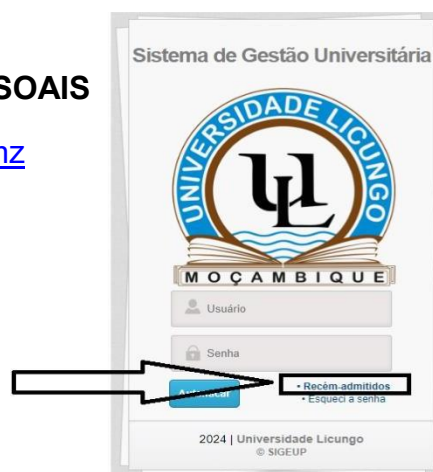 Sistema de Gestão Universitária
SOAIS
nz
UNIVERSIDADE LICUNGO
UL
MOÇAMBIQUE
Usuário
Senha
• Recém-admitidos
• Esqueci a senha
2024 | Universidade Licungo
© SIGEUP